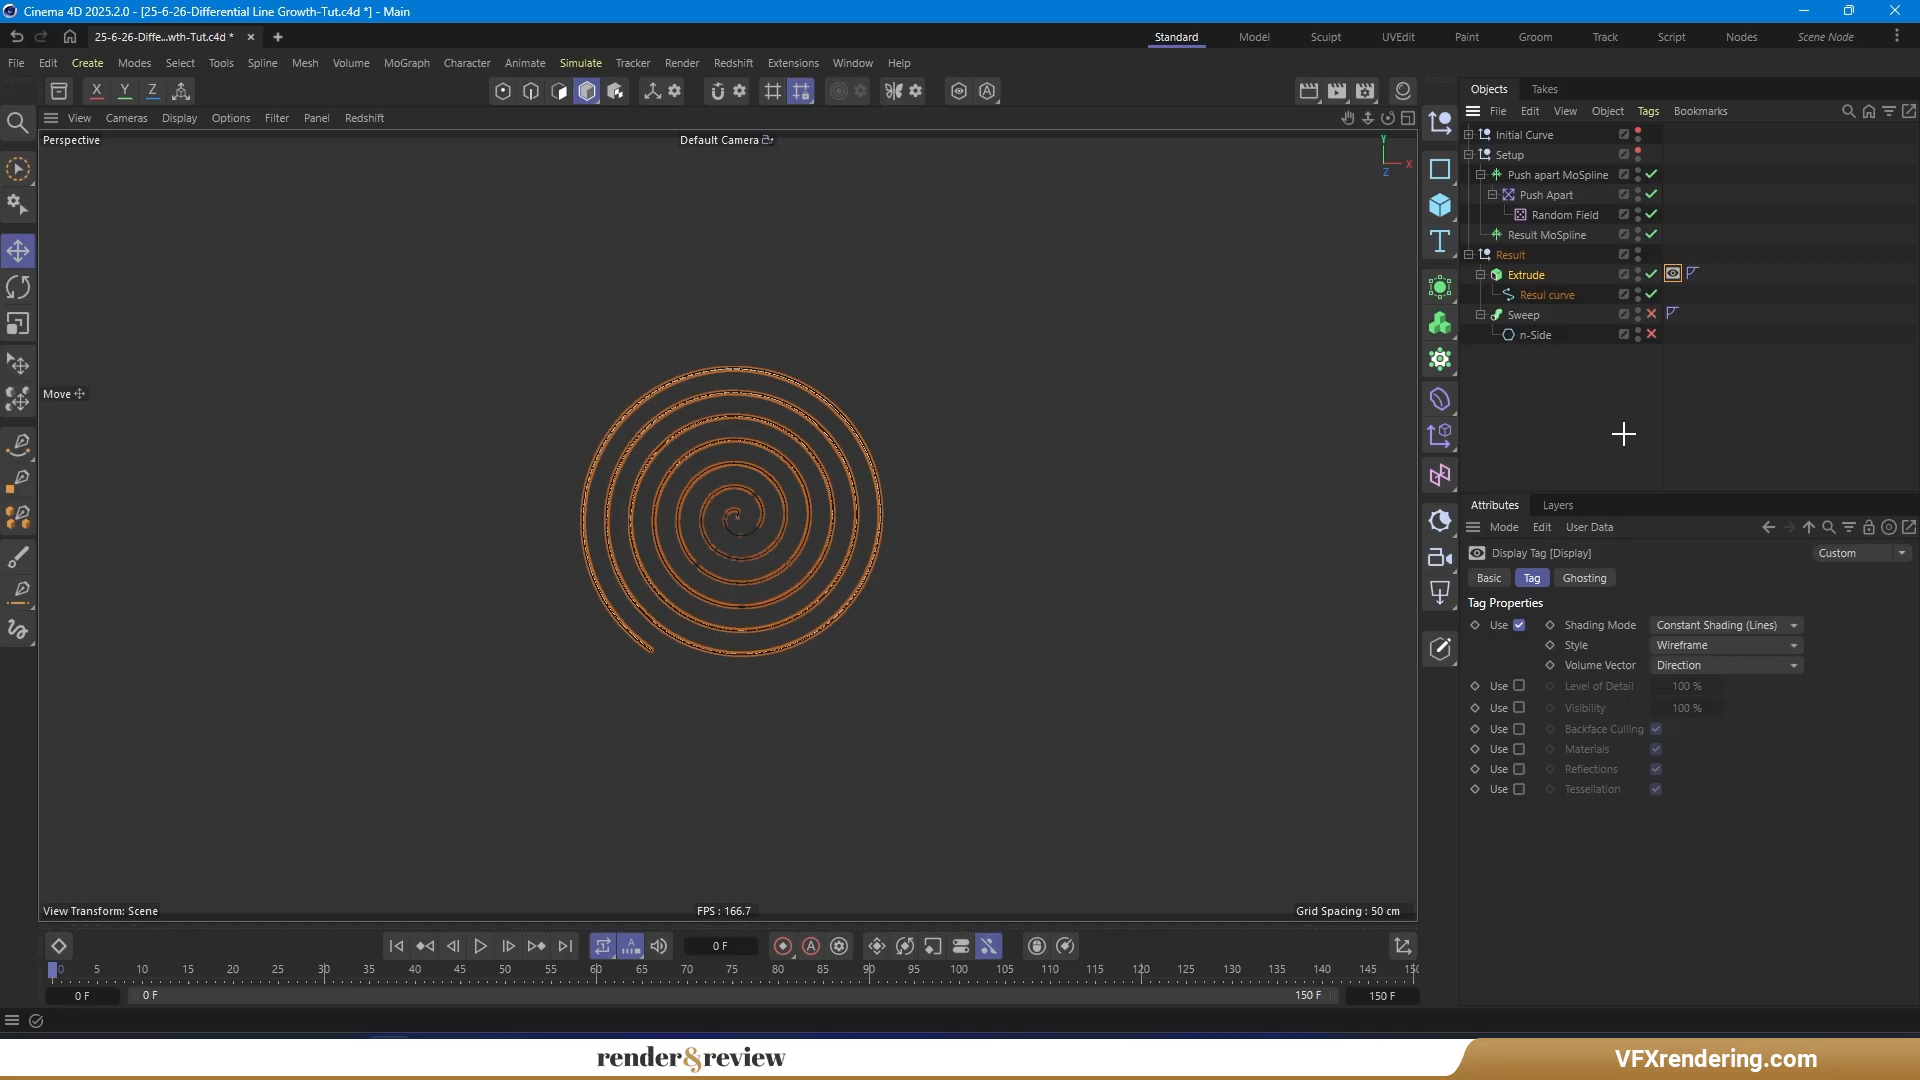 Cinema 4D 2025.2.0 - [25-6-26-Differential Line Growth-Tut.c4d *] - Main
25-6-26-Diffe...wth-Tut.c4d *
Standard Model Sculpt UVEdit Paint Groom Track Script Nodes Scene Node
File Edit Create Modes Select Tools Spline Mesh Volume MoGraph Character Animate Simulate Tracker Render Redshift Extensions Window Help
X Y Z
View Cameras Display Options Filter Panel Redshift
Perspective
Default Camera
Y
X
Z
Move
View Transform: Scene
FPS : 166.7
Grid Spacing : 50 cm
Objects Takes
File Edit View Object Tags Bookmarks
Initial Curve
Setup
Push apart MoSpline
Push Apart
Random Field
Result MoSpline
Result
Extrude
Resul curve
Sweep
n-Side
Attributes Layers
Mode Edit User Data
Display Tag [Display]
Custom
Basic Tag Ghosting
Tag Properties
Use Shading Mode Constant Shading (Lines)
Style Wireframe
Volume Vector Direction
Use Level of Detail 100 %
Use Visibility 100 %
Use Backface Culling
Use Materials
Use Reflections
Use Tessellation
0 F
0 5 10 15 20 25 30 35 40 45 50 55 60 65 70 75 80 85 90 95 100 105 110 115 120 125 130 135 140 145
0 F 0 F 150 F 150 F
render&review
VFXrendering.com